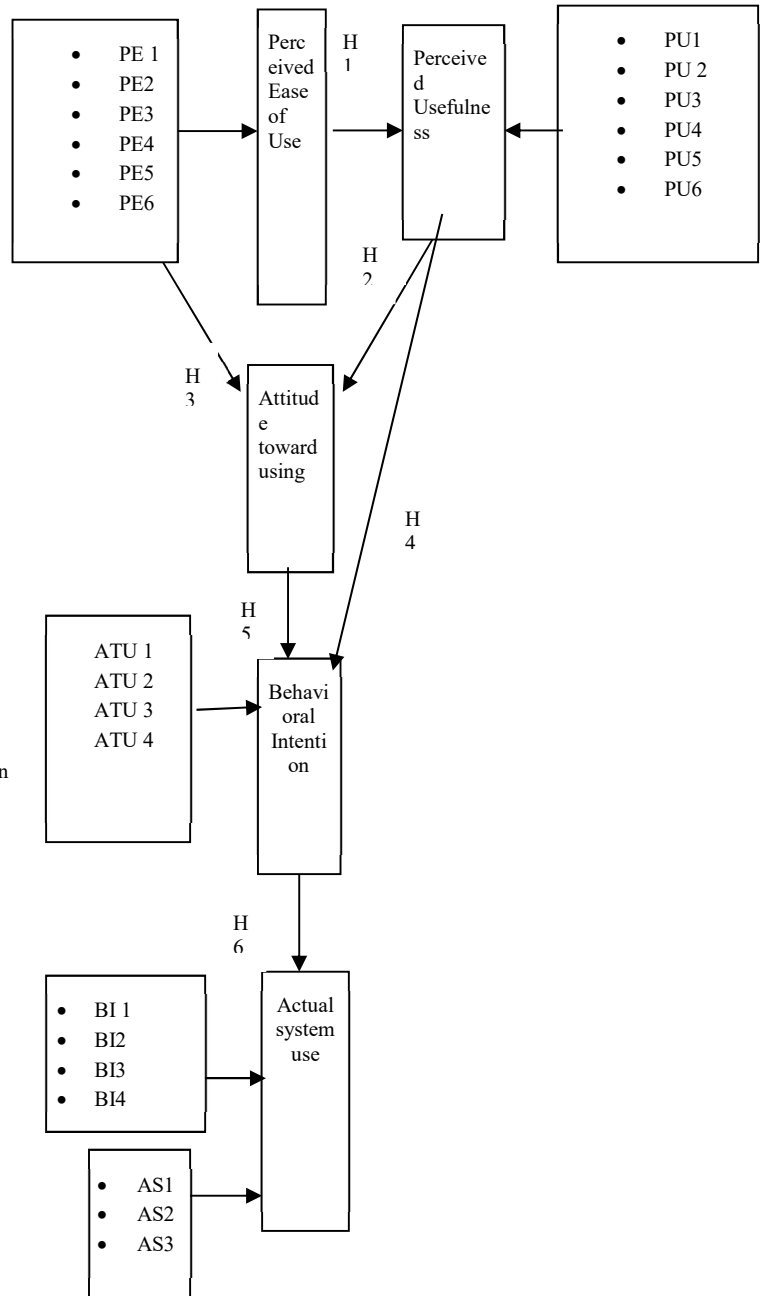 PE 1
PE2
PE3
PE4
PE5
PE6
Perc
eived
Ease
of
Use
H
1
Perceive
d
Usefulne
ss
PU1
PU 2
PU3
PU4
PU5
PU6
H
2
H
3
Attitud
e
toward
using
H
4
H
5
ATU 1
ATU 2
ATU 3
ATU 4
Behavi
oral
Intenti
on
n
H
6
BI 1
BI2
BI3
BI4
Actual
system
use
AS1
AS2
AS3